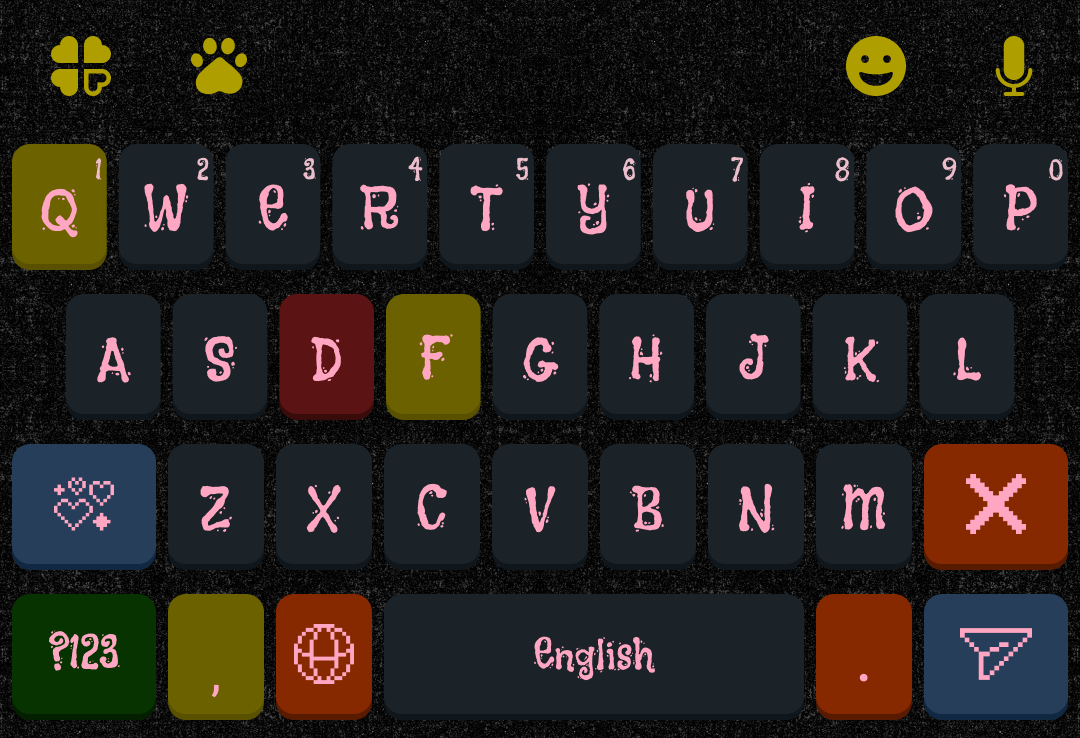 1 2 3 4 5 6 7 8 9 0
Q W e R T y U I O P
A S D F G H J K L
Z X C V B N M
?123 , English .